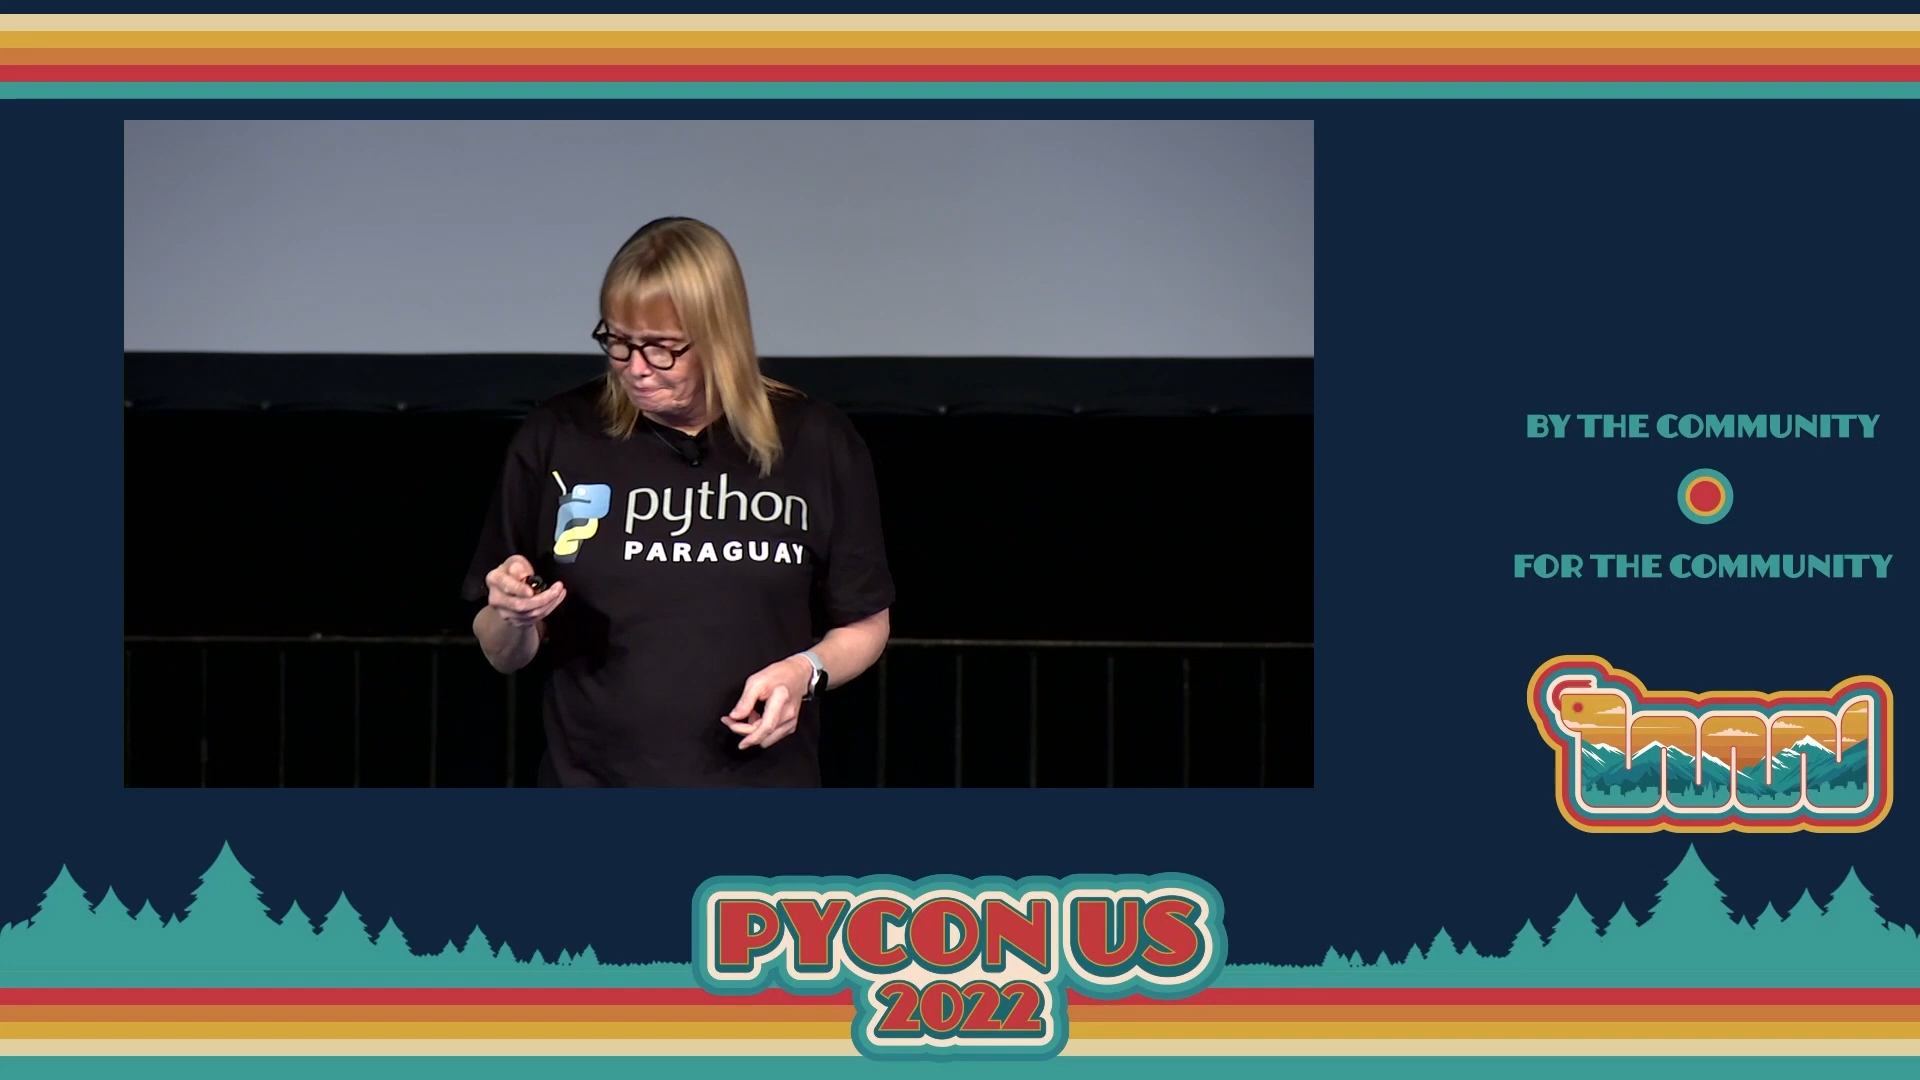 python
PARAGUAY
BY THE COMMUNITY
FOR THE COMMUNITY
PYCON US
2022